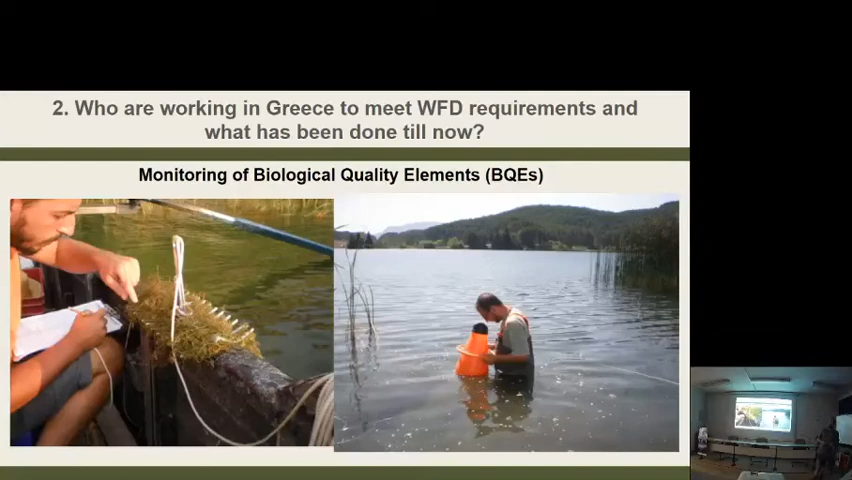 2. Who are working in Greece to meet WFD requirements and
what has been done till now?
Monitoring of Biological Quality Elements (BQEs)